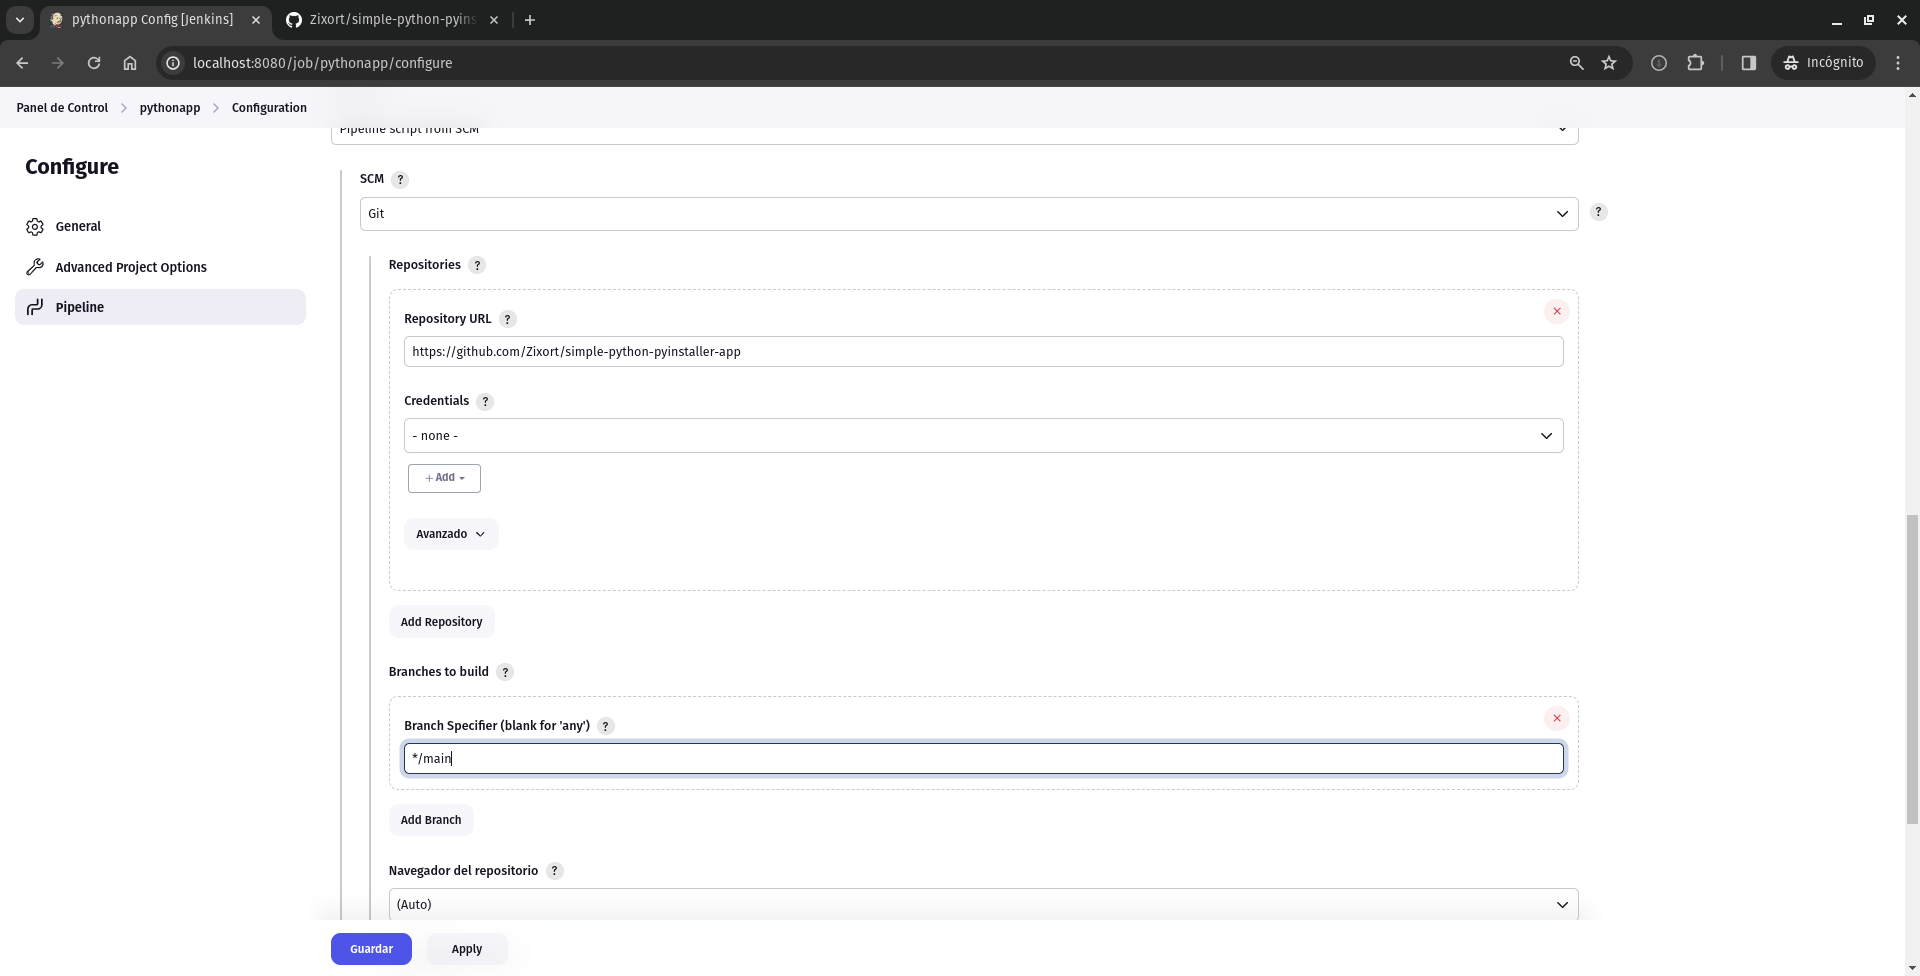 pythonapp Config [Jenkins]
Zixort/simple-python-pyins
localhost:8080/job/pythonapp/configure
Incógnito
Panel de Control
pythonapp
Configuration
Pipeline script from SCM
Configure
General
Advanced Project Options
Pipeline
SCM ?
Git
?
Repositories ?
Repository URL ?
https://github.com/Zixort/simple-python-pyinstaller-app
Credentials ?
- none -
+ Add
Avanzado
Add Repository
Branches to build ?
Branch Specifier (blank for 'any') ?
*/main
Add Branch
Navegador del repositorio ?
(Auto)
Guardar
Apply